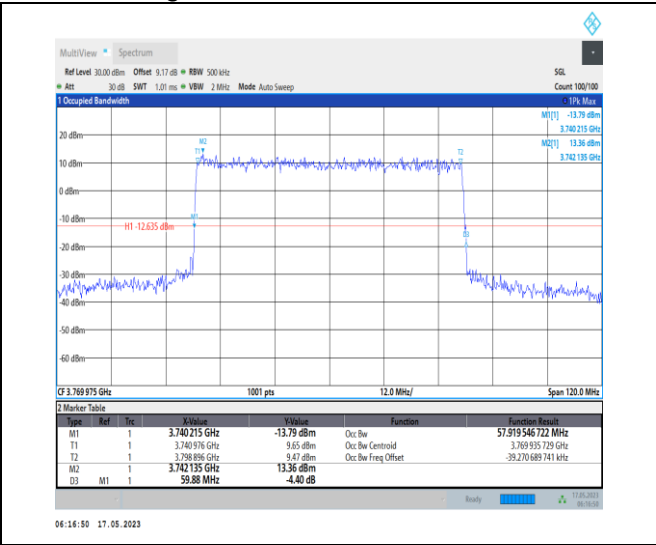 MultiView Spectrum
Ref Level 30.00 dBm Offset 9.17 dB RBW 500 kHz SGL
Att 30 dB SWT 1.01 ms VBW 2 MHz Mode Auto Sweep Count 100/100
1 Occupied Bandwidth 1Pk Max
M1[1] -13.79 dBm
3.740 215 GHz
M2[1] 13.36 dBm
3.742 135 GHz
20 dBm
M2
T1 T2
10 dBm
0 dBm
-10 dBm
M1
H1 -12.635 dBm
D3
-20 dBm
-30 dBm
-40 dBm
-50 dBm
-60 dBm
CF 3.769 975 GHz 1001 pts 12.0 MHz/ Span 120.0 MHz
2 Marker Table
Type Ref Trc X-Value Y-Value Function Function Result
M1 1 3.740 215 GHz -13.79 dBm Occ Bw 57.919 546 722 MHz
T1 1 3.740 976 GHz 9.65 dBm Occ Bw Centroid 3.769 935 729 GHz
T2 1 3.798 896 GHz 9.47 dBm Occ Bw Freq Offset -39.270 689 741 kHz
M2 1 3.742 135 GHz 13.36 dBm
D3 M1 1 59.88 MHz -4.40 dB
Ready 17.05.2023
06:16:50
06:16:50 17.05.2023